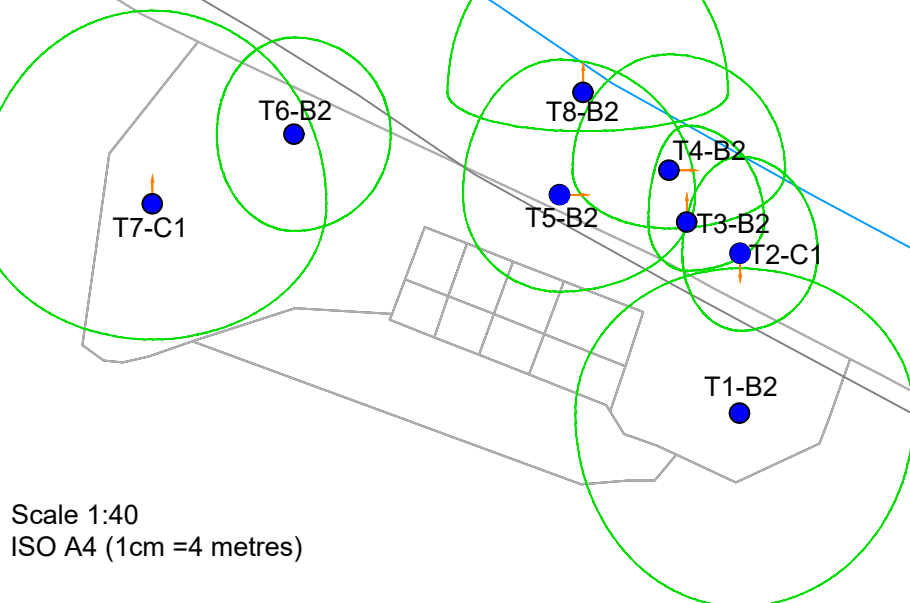 T6-B2
T8-B2
T4-B2
T7-C1
T5-B2
T3-B2
T2-C1
T1-B2
Scale 1:40
ISO A4 (1cm =4 metres)